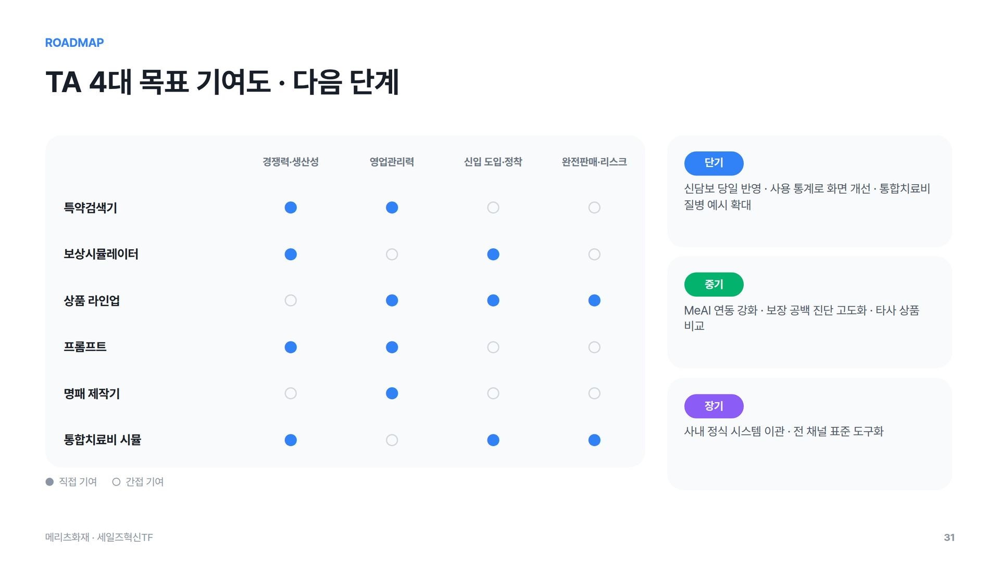 ROADMAP
TA 4대 목표 기여도 · 다음 단계
경쟁력·생산성 영업관리력 신입 도입·정착 완전판매·리스크
특약검색기
보상시뮬레이터
상품 라인업
프롬프트
명패 제작기
통합치료비 시뮬
직접 기여 간접 기여
단기
신담보 당일 반영 · 사용 통계로 화면 개선 · 통합치료비
질병 예시 확대
중기
MeAI 연동 강화 · 보장 공백 진단 고도화 · 타사 상품
비교
장기
사내 정식 시스템 이관 · 전 채널 표준 도구화
메리츠화재 · 세일즈혁신TF
31